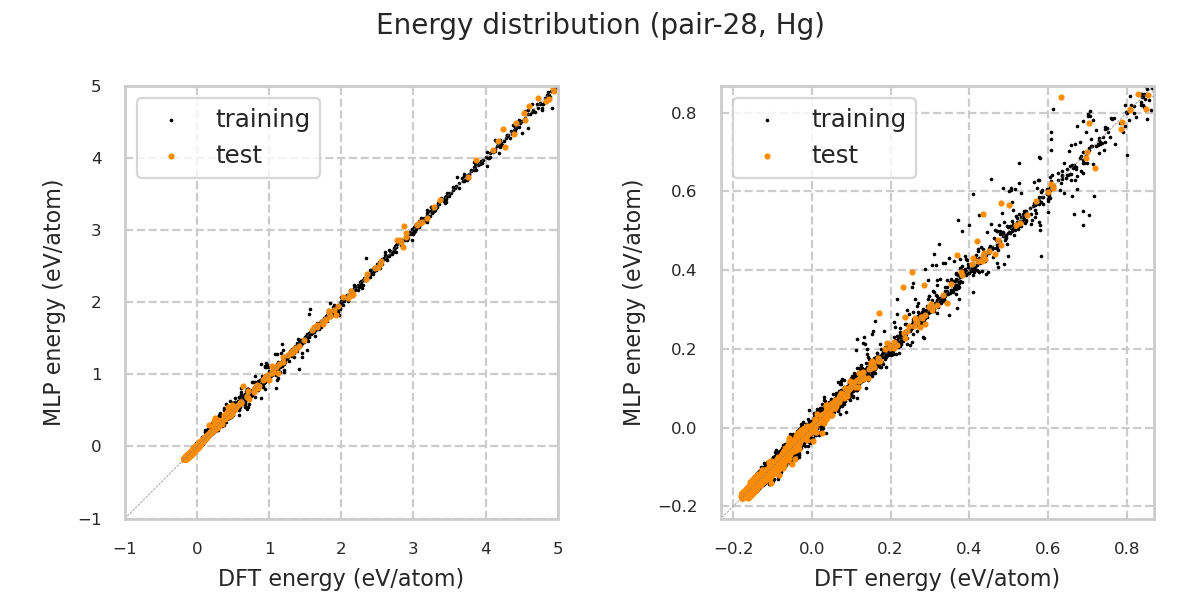 Energy distribution (pair-28, Hg)
5
4
3
2
1
0
−1
−1
0
1
2
3
4
5
MLP energy (eV/atom)
DFT energy (eV/atom)
training
test
0.8
0.6
0.4
0.2
0.0
−0.2
−0.2
0.0
0.2
0.4
0.6
0.8
MLP energy (eV/atom)
DFT energy (eV/atom)
training
test